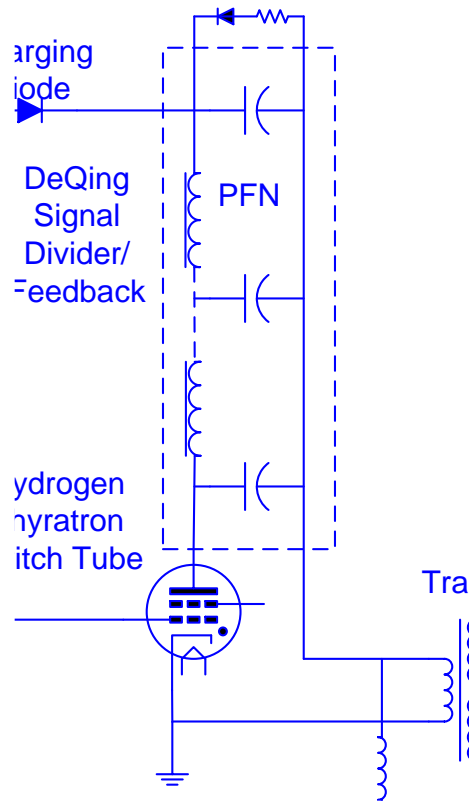 arging
iode
DeQing
Signal
Divider/
Feedback
PFN
ydrogen
hyratron
itch Tube
Tra